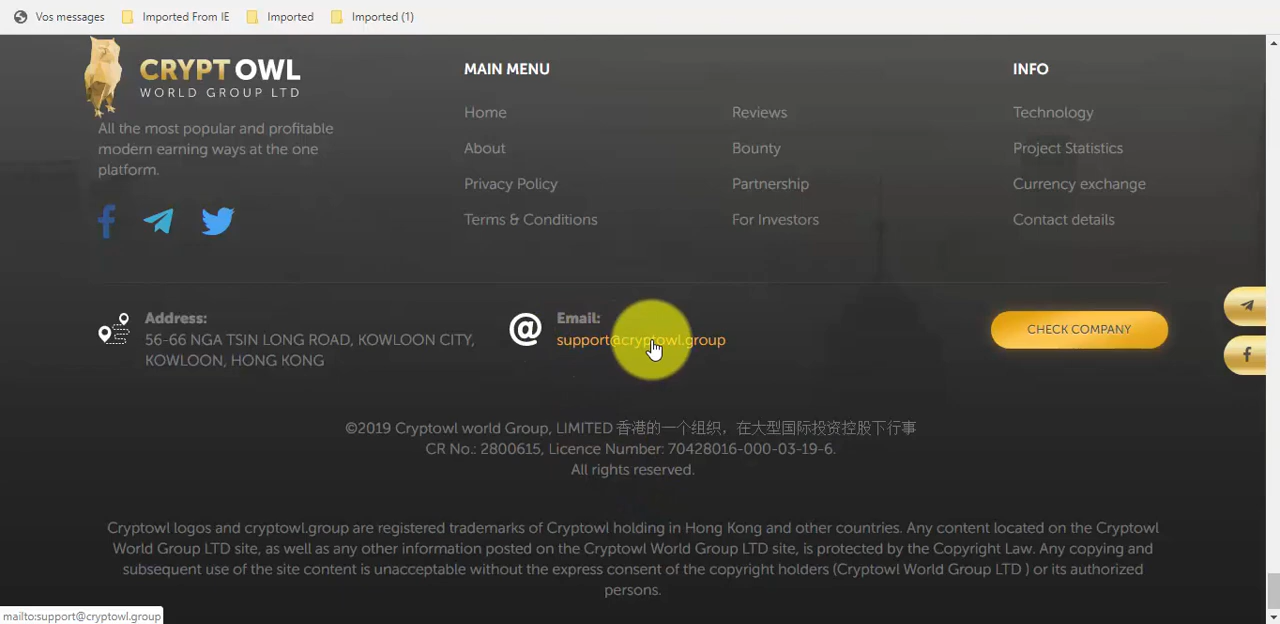 Vos messages
Imported From IE
Imported
Imported (1)
CRYPT OWL
WORLD GROUP LTD
All the most popular and profitable
modern earning ways at the one
platform.
MAIN MENU
Home
About
Privacy Policy
Terms & Conditions
Reviews
Bounty
Partnership
For Investors
INFO
Technology
Project Statistics
Currency exchange
Contact details
Address:
56-66 NGA TSIN LONG ROAD, KOWLOON CITY,
KOWLOON, HONG KONG
Email:
support@cryptowl.group
CHECK COMPANY
©2019 Cryptowl world Group, LIMITED 香港的一个组织，在大型国际投资控股下行事
CR No.: 2800615, Licence Number: 70428016-000-03-19-6.
All rights reserved.
Cryptowl logos and cryptowl.group are registered trademarks of Cryptowl holding in Hong Kong and other countries. Any content located on the Cryptowl
World Group LTD site, as well as any other information posted on the Cryptowl World Group LTD site, is protected by the Copyright Law. Any copying and
subsequent use of the site content is unacceptable without the express consent of the copyright holders (Cryptowl World Group LTD ) or its authorized
persons.
mailto:support@cryptowl.group